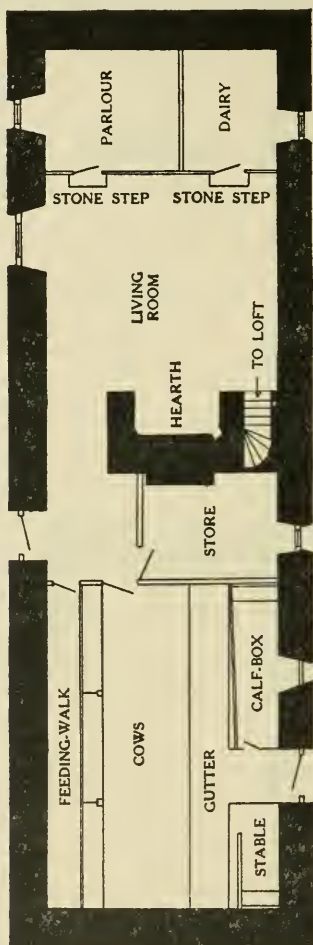 PARLOUR
DAIRY
STONE STEP
STONE STEP
LIVING
ROOM
HEARTH
TO LOFT
STORE
FEEDING-WALK
COWS
GUTTER
CALF-BOX
STABLE